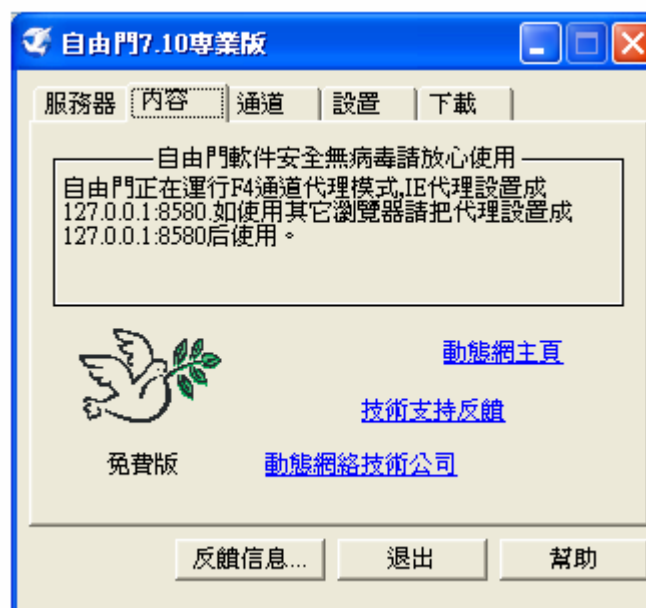 自由門7.10專業版
服務器 內容 通道 設置 下載
自由門軟件安全無病毒請放心使用
自由門正在運行F4通道代理模式,IE代理設置成
127.0.0.1:8580.如使用其它瀏覽器請把代理設置成
127.0.0.1:8580后使用。
動態網主頁
技術支持反饋
免費版 動態網絡技術公司
反饋信息... 退出 幫助